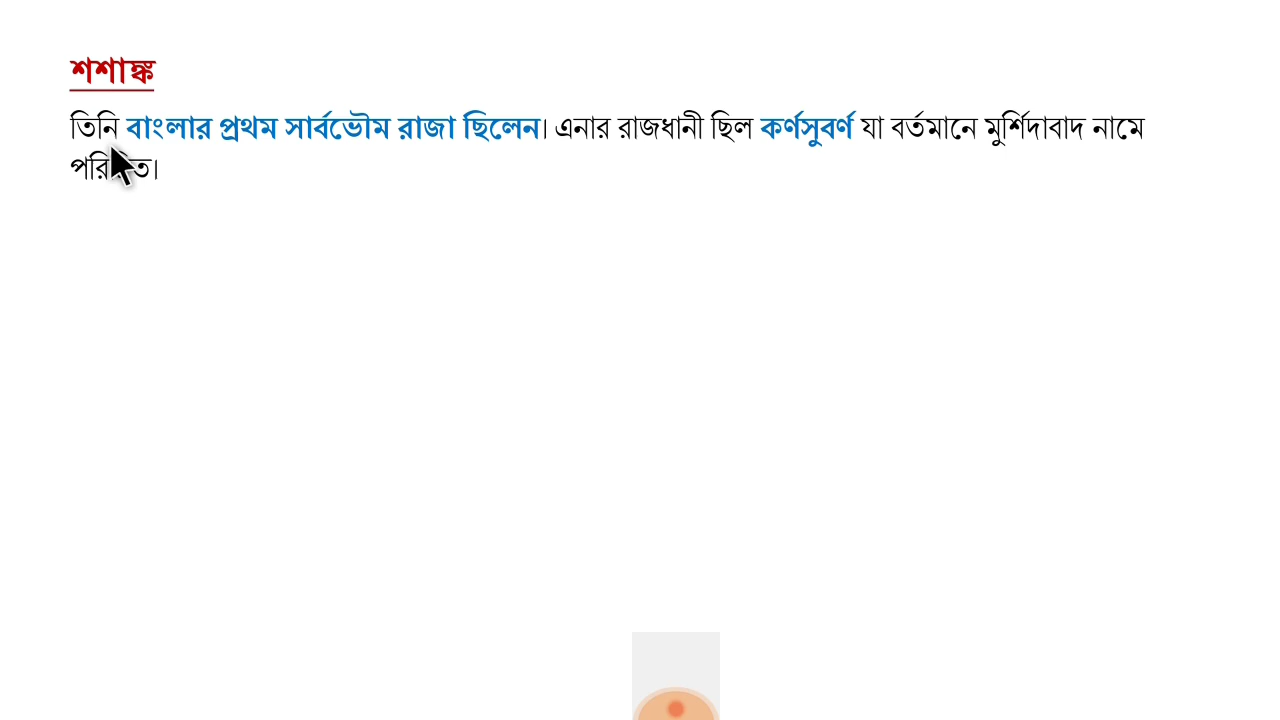 শশাঙ্ক
তিনি বাংলার প্রথম সার্বভৌম রাজা ছিলেন। এনার রাজধানী ছিল কর্ণসুবর্ণ যা বর্তমানে মুর্শিদাবাদ নামে